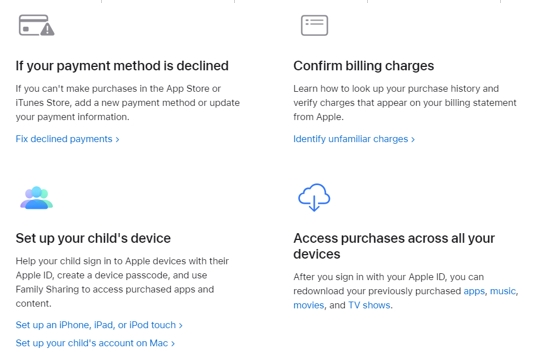 If your payment method is declined
If you can't make purchases in the App Store or
iTunes Store, add a new payment method or update
your payment information.
Fix declined payments >
Confirm billing charges
Learn how to look up your purchase history and
verify charges that appear on your billing statement
from Apple.
Identify unfamiliar charges >
Set up your child's device
Help your child sign in to Apple devices with their
Apple ID, create a device passcode, and use
Family Sharing to access purchased apps and
content.
Set up an iPhone, iPad, or iPod touch >
Set up your child's account on Mac >
Access purchases across all your
devices
After you sign in with your Apple ID, you can
redownload your previously purchased apps, music,
movies, and TV shows.